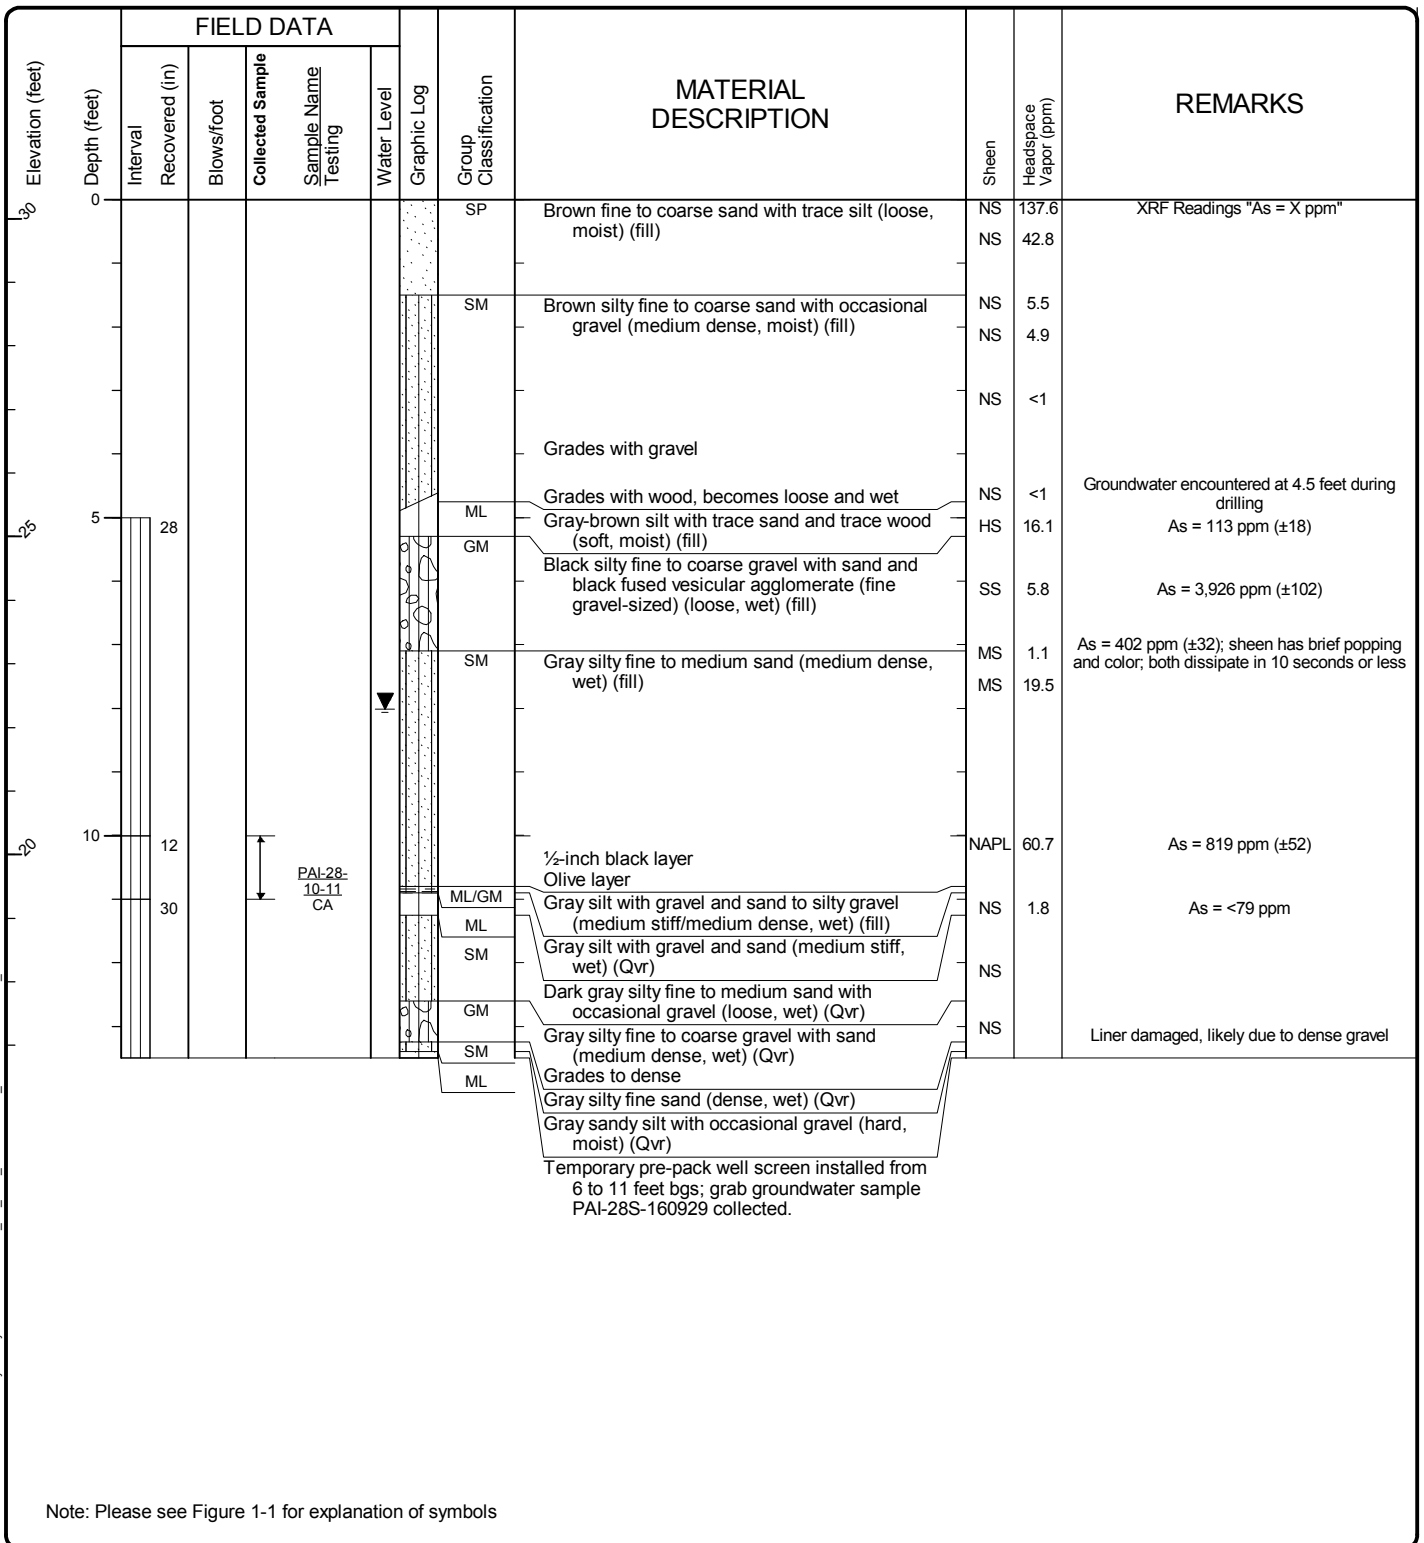 FIELD DATA
Elevation (feet)
Depth (feet)
Interval
Recovered (in)
Blows/foot
Collected Sample
Sample Name
Testing
Water Level
Graphic Log
Group
Classification
MATERIAL
DESCRIPTION
Sheen
Headspace
Vapor (ppm)
REMARKS
30
0
SP
Brown fine to coarse sand with trace silt (loose,
moist) (fill)
NS 137.6
XRF Readings "As = X ppm"
NS 42.8
SM
Brown silty fine to coarse sand with occasional
gravel (medium dense, moist) (fill)
NS 5.5
NS 4.9
NS <1
Grades with gravel
Grades with wood, becomes loose and wet
NS <1
Groundwater encountered at 4.5 feet during
drilling
25
5
28
ML
Gray-brown silt with trace sand and trace wood
(soft, moist) (fill)
HS 16.1
As = 113 ppm (±18)
GM
Black silty fine to coarse gravel with sand and
black fused vesicular agglomerate (fine
gravel-sized) (loose, wet) (fill)
SS 5.8
As = 3,926 ppm (±102)
SM
Gray silty fine to medium sand (medium dense,
wet) (fill)
MS 1.1
As = 402 ppm (±32); sheen has brief popping
and color; both dissipate in 10 seconds or less
MS 19.5
20
10
12
PAI-28-
10-11
CA
½-inch black layer
Olive layer
NAPL 60.7
As = 819 ppm (±52)
30
ML/GM
Gray silt with gravel and sand to silty gravel
(medium stiff/medium dense, wet) (fill)
NS 1.8
As = <79 ppm
ML
Gray silt with gravel and sand (medium stiff,
wet) (Qvr)
SM
NS
Dark gray silty fine to medium sand with
occasional gravel (loose, wet) (Qvr)
GM
Gray silty fine to coarse gravel with sand
(medium dense, wet) (Qvr)
NS
Liner damaged, likely due to dense gravel
SM
Grades to dense
ML
Gray silty fine sand (dense, wet) (Qvr)
Gray sandy silt with occasional gravel (hard,
moist) (Qvr)
Temporary pre-pack well screen installed from
6 to 11 feet bgs; grab groundwater sample
PAI-28S-160929 collected.
Note: Please see Figure 1-1 for explanation of symbols